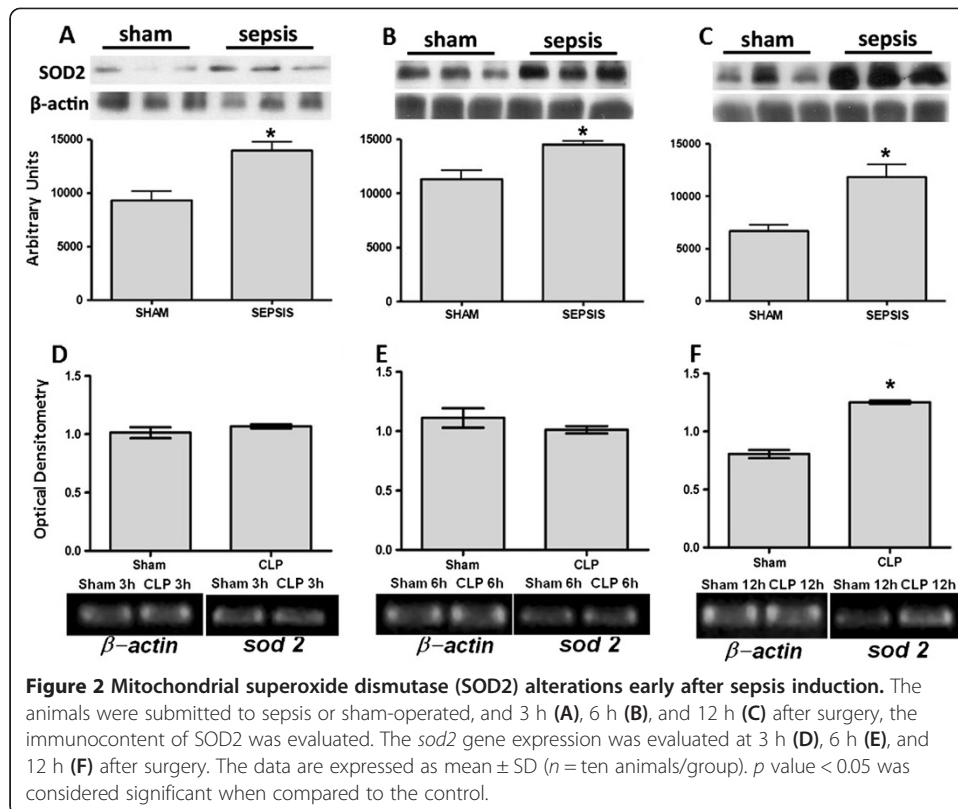 A
sham
sepsis
B
sham
sepsis
C
sham
sepsis
SOD2
β-actin
Arbitrary Units
15000
10000
5000
0
*
SHAM
SEPSIS
15000
10000
5000
0
*
SHAM
SEPSIS
15000
10000
5000
0
*
SHAM
SEPSIS
D
Optical Densitometry
1.5
1.0
0.5
0.0
Sham
CLP
Sham 3h CLP 3h
Sham 3h CLP 3h
β-actin
sod 2
E
1.5
1.0
0.5
0.0
Sham
CLP
Sham 6h CLP 6h
Sham 6h CLP 6h
β-actin
sod 2
F
1.5
1.0
0.5
0.0
*
Sham
CLP
Sham 12h CLP 12h
Sham 12h CLP 12h
β-actin
sod 2
Figure 2 Mitochondrial superoxide dismutase (SOD2) alterations early after sepsis induction. The
animals were submitted to sepsis or sham-operated, and 3 h (A), 6 h (B), and 12 h (C) after surgery, the
immunocontent of SOD2 was evaluated. The sod2 gene expression was evaluated at 3 h (D), 6 h (E), and
12 h (F) after surgery. The data are expressed as mean ± SD (n = ten animals/group). p value < 0.05 was
considered significant when compared to the control.